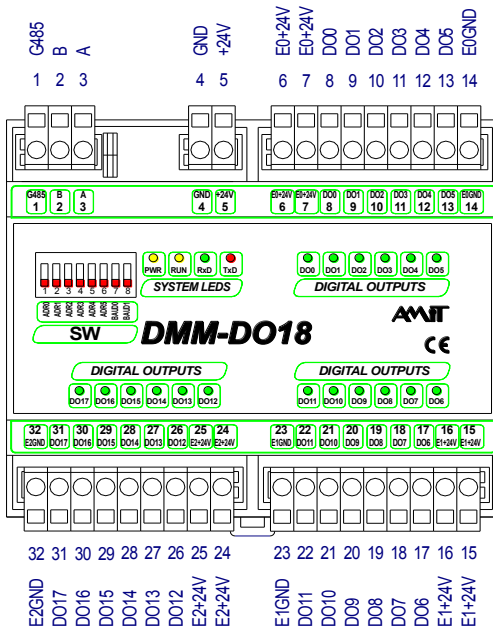 G485 B A GND +24V E0+24V E0+24V DO0 DO1 DO2 DO3 DO4 DO5 E0GND
1 2 3 4 5 6 7 8 9 10 11 12 13 14
G485 B A GND +24V E0+24V E0+24V DO0 DO1 DO2 DO3 DO4 DO5 E0GND
1 2 3 4 5 6 7 8 9 10 11 12 13 14
PWR RUN RxD TxD DO0 DO1 DO2 DO3 DO4 DO5
SYSTEM LEDS DIGITAL OUTPUTS
1 2 3 4 5 6 7 8
ADR0 ADR1 ADR2 ADR3 ADR4 ADR5 BAUD0 BAUD1
SW
AMiT
DMM-DO18
CE
DIGITAL OUTPUTS DIGITAL OUTPUTS
DO17 DO16 DO15 DO14 DO13 DO12 DO11 DO10 DO9 DO8 DO7 DO6
32 31 30 29 28 27 26 25 24 23 22 21 20 19 18 17 16 15
E2GND DO17 DO16 DO15 DO14 DO13 DO12 E2+24V E2+24V E1GND DO11 DO10 DO9 DO8 DO7 DO6 E1+24V E1+24V
32 31 30 29 28 27 26 25 24 23 22 21 20 19 18 17 16 15
E2GND DO17 DO16 DO15 DO14 DO13 DO12 E2+24V E2+24V E1GND DO11 DO10 DO9 DO8 DO7 DO6 E1+24V E1+24V